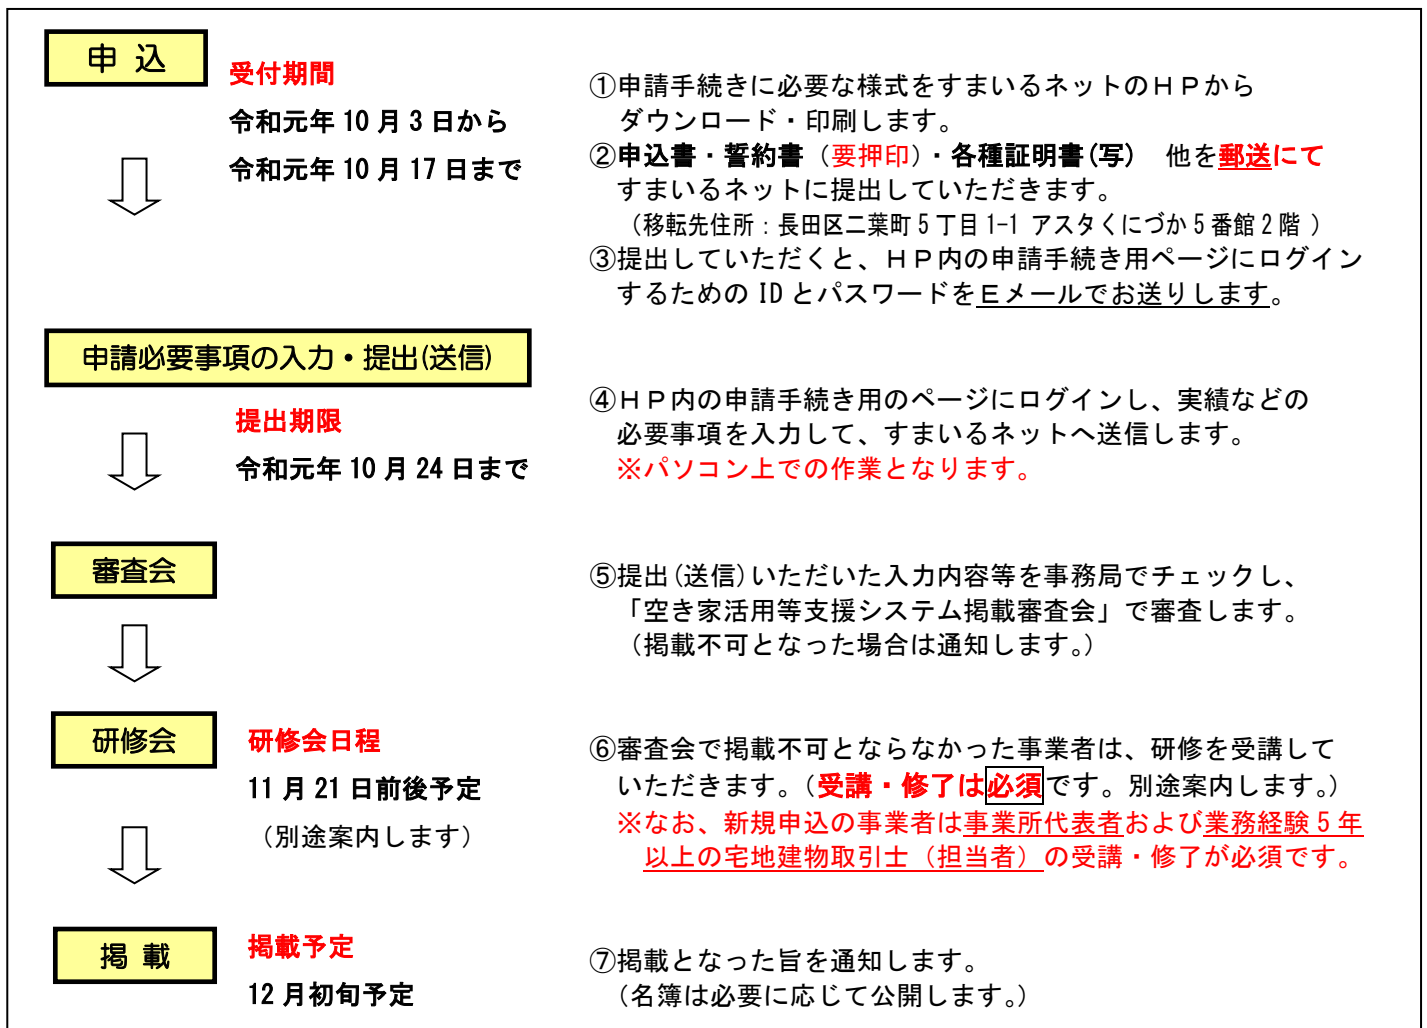 申 込
受付期間
令和元年 10 月 3 日から
令和元年 10 月 17 日まで
①申請手続きに必要な様式をすまいるネットのＨＰから
ダウンロード・印刷します。
②申込書・誓約書（要押印）・各種証明書(写)　他を郵送にて
すまいるネットに提出していただきます。
（移転先住所：長田区二葉町 5 丁目 1-1 アスタくにづか 5 番館 2 階 ）
③提出していただくと、ＨＰ内の申請手続き用ページにログイン
するための ID とパスワードをＥメールでお送りします。
申請必要事項の入力・提出(送信)
提出期限
令和元年 10 月 24 日まで
④ＨＰ内の申請手続き用のページにログインし、実績などの
必要事項を入力して、すまいるネットへ送信します。
※パソコン上での作業となります。
審査会
⑤提出(送信)いただいた入力内容等を事務局でチェックし、
「空き家活用等支援システム掲載審査会」で審査します。
（掲載不可となった場合は通知します。）
研修会
研修会日程
11 月 21 日前後予定
（別途案内します）
⑥審査会で掲載不可とならなかった事業者は、研修を受講して
いただきます。（受講・修了は必須です。別途案内します。）
※なお、新規申込の事業者は事業所代表者および業務経験 5 年
以上の宅地建物取引士（担当者）の受講・修了が必須です。
掲 載
掲載予定
12 月初旬予定
⑦掲載となった旨を通知します。
（名簿は必要に応じて公開します。）